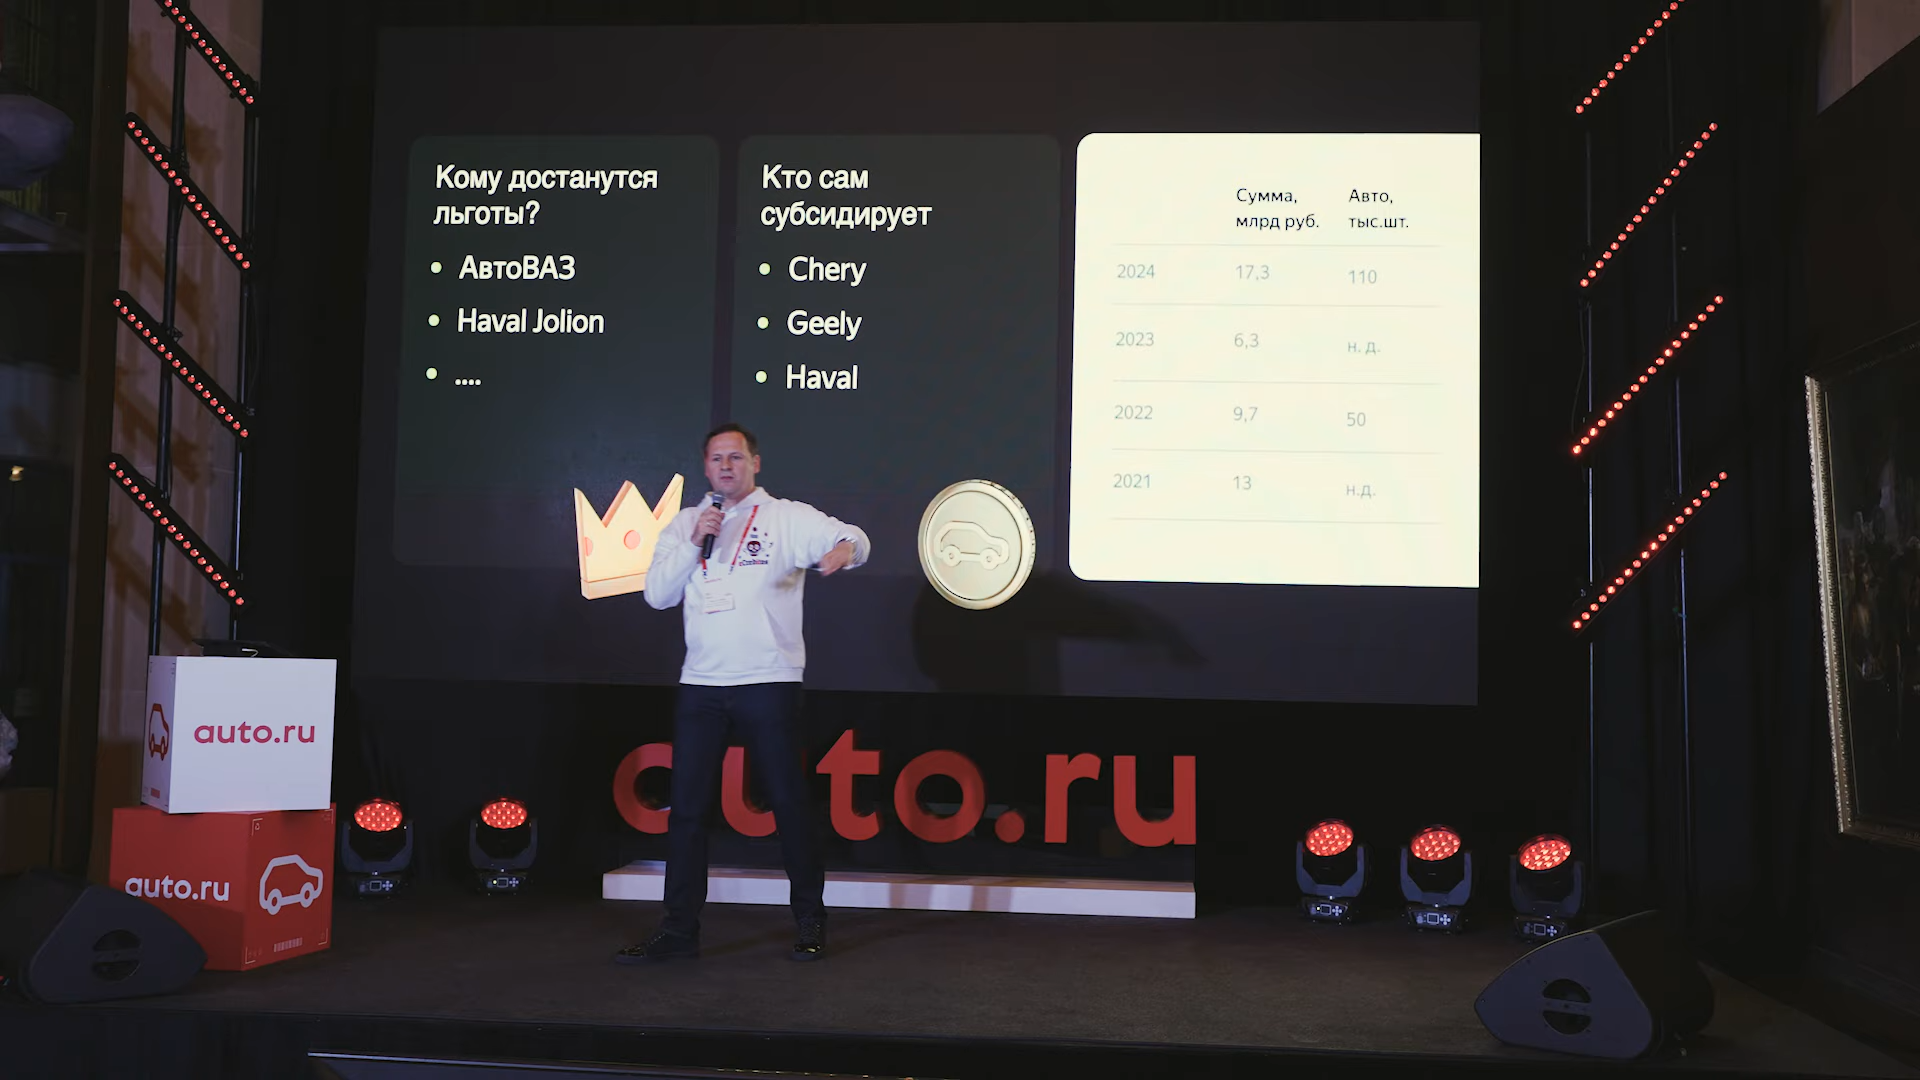 Кому достанутся
льготы?
АвтоВАЗ
Haval Jolion
....
Кто сам
субсидирует
Chery
Geely
Haval
Сумма, Авто,
млрд руб. тыс.шт.
2024 17,3 110
2023 6,3 н. д.
2022 9,7 50
2021 13 н.д.
auto.ru
auto.ru
auto.ru